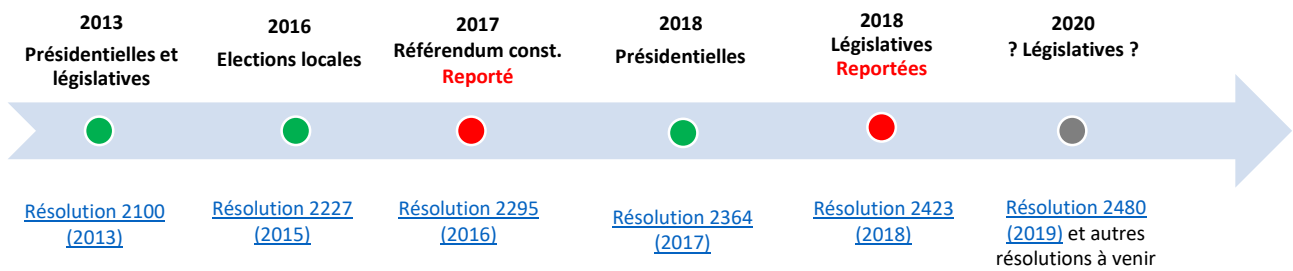 2013
Présidentielles et
législatives
2016
Elections locales
2017
Référendum const.
Reporté
2018
Présidentielles
2018
Législatives
Reportées
2020
? Législatives ?
Résolution 2100
(2013)
Résolution 2227
(2015)
Résolution 2295
(2016)
Résolution 2364
(2017)
Résolution 2423
(2018)
Résolution 2480
(2019) et autres
résolutions à venir